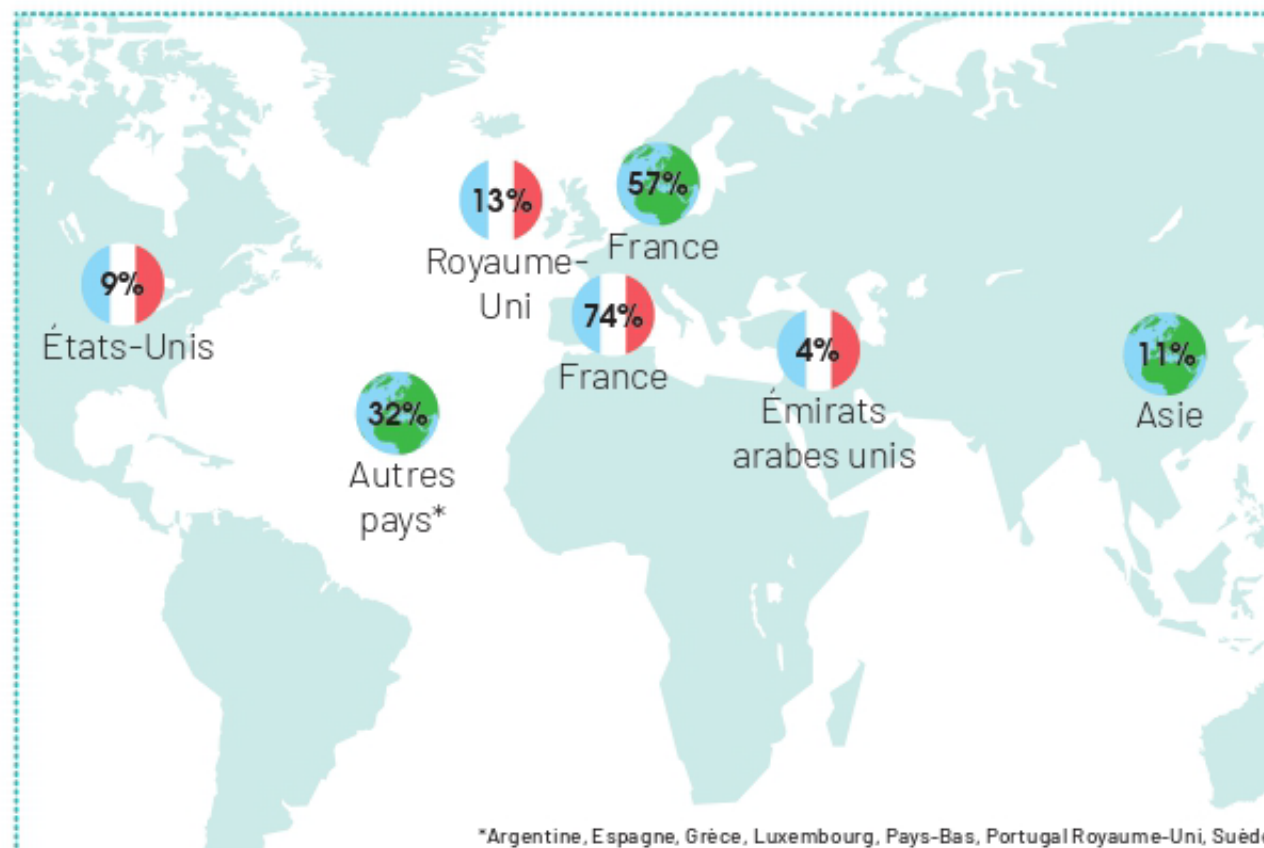 57%
13%
France
Royaume-
Uni
9%
États-Unis
74%
France
4%
Émirats
arabes unis
11%
Asie
32%
Autres
pays*
*Argentine, Espagne, Grèce, Luxembourg, Pays-Bas, Portugal Royaume-Uni, Suède